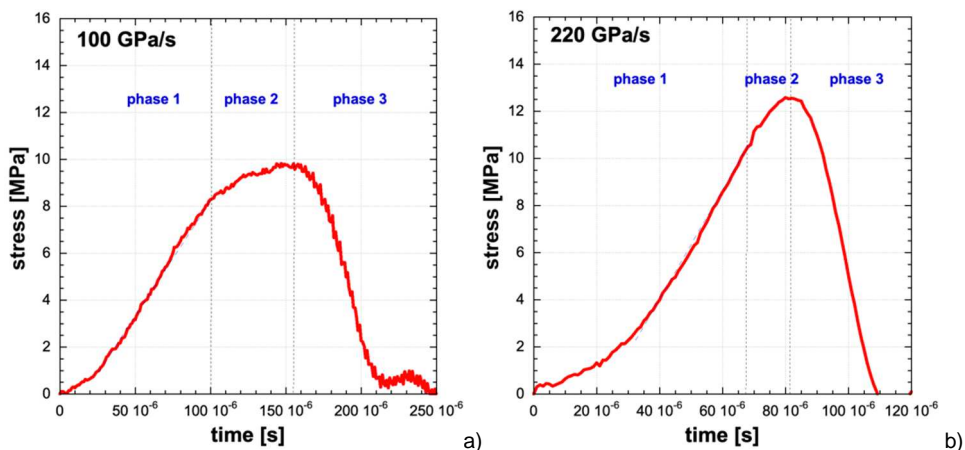 100 GPa/s
phase 1 phase 2 phase 3
stress [MPa]
16
14
12
10
8
6
4
2
0
0 50 10-6 100 10-6 150 10-6 200 10-6 250 10-6
time [s]
a)
220 GPa/s
phase 1 phase 2 phase 3
stress [MPa]
16
14
12
10
8
6
4
2
0
0 20 10-6 40 10-6 60 10-6 80 10-6 100 10-6 120 10-6
time [s]
b)